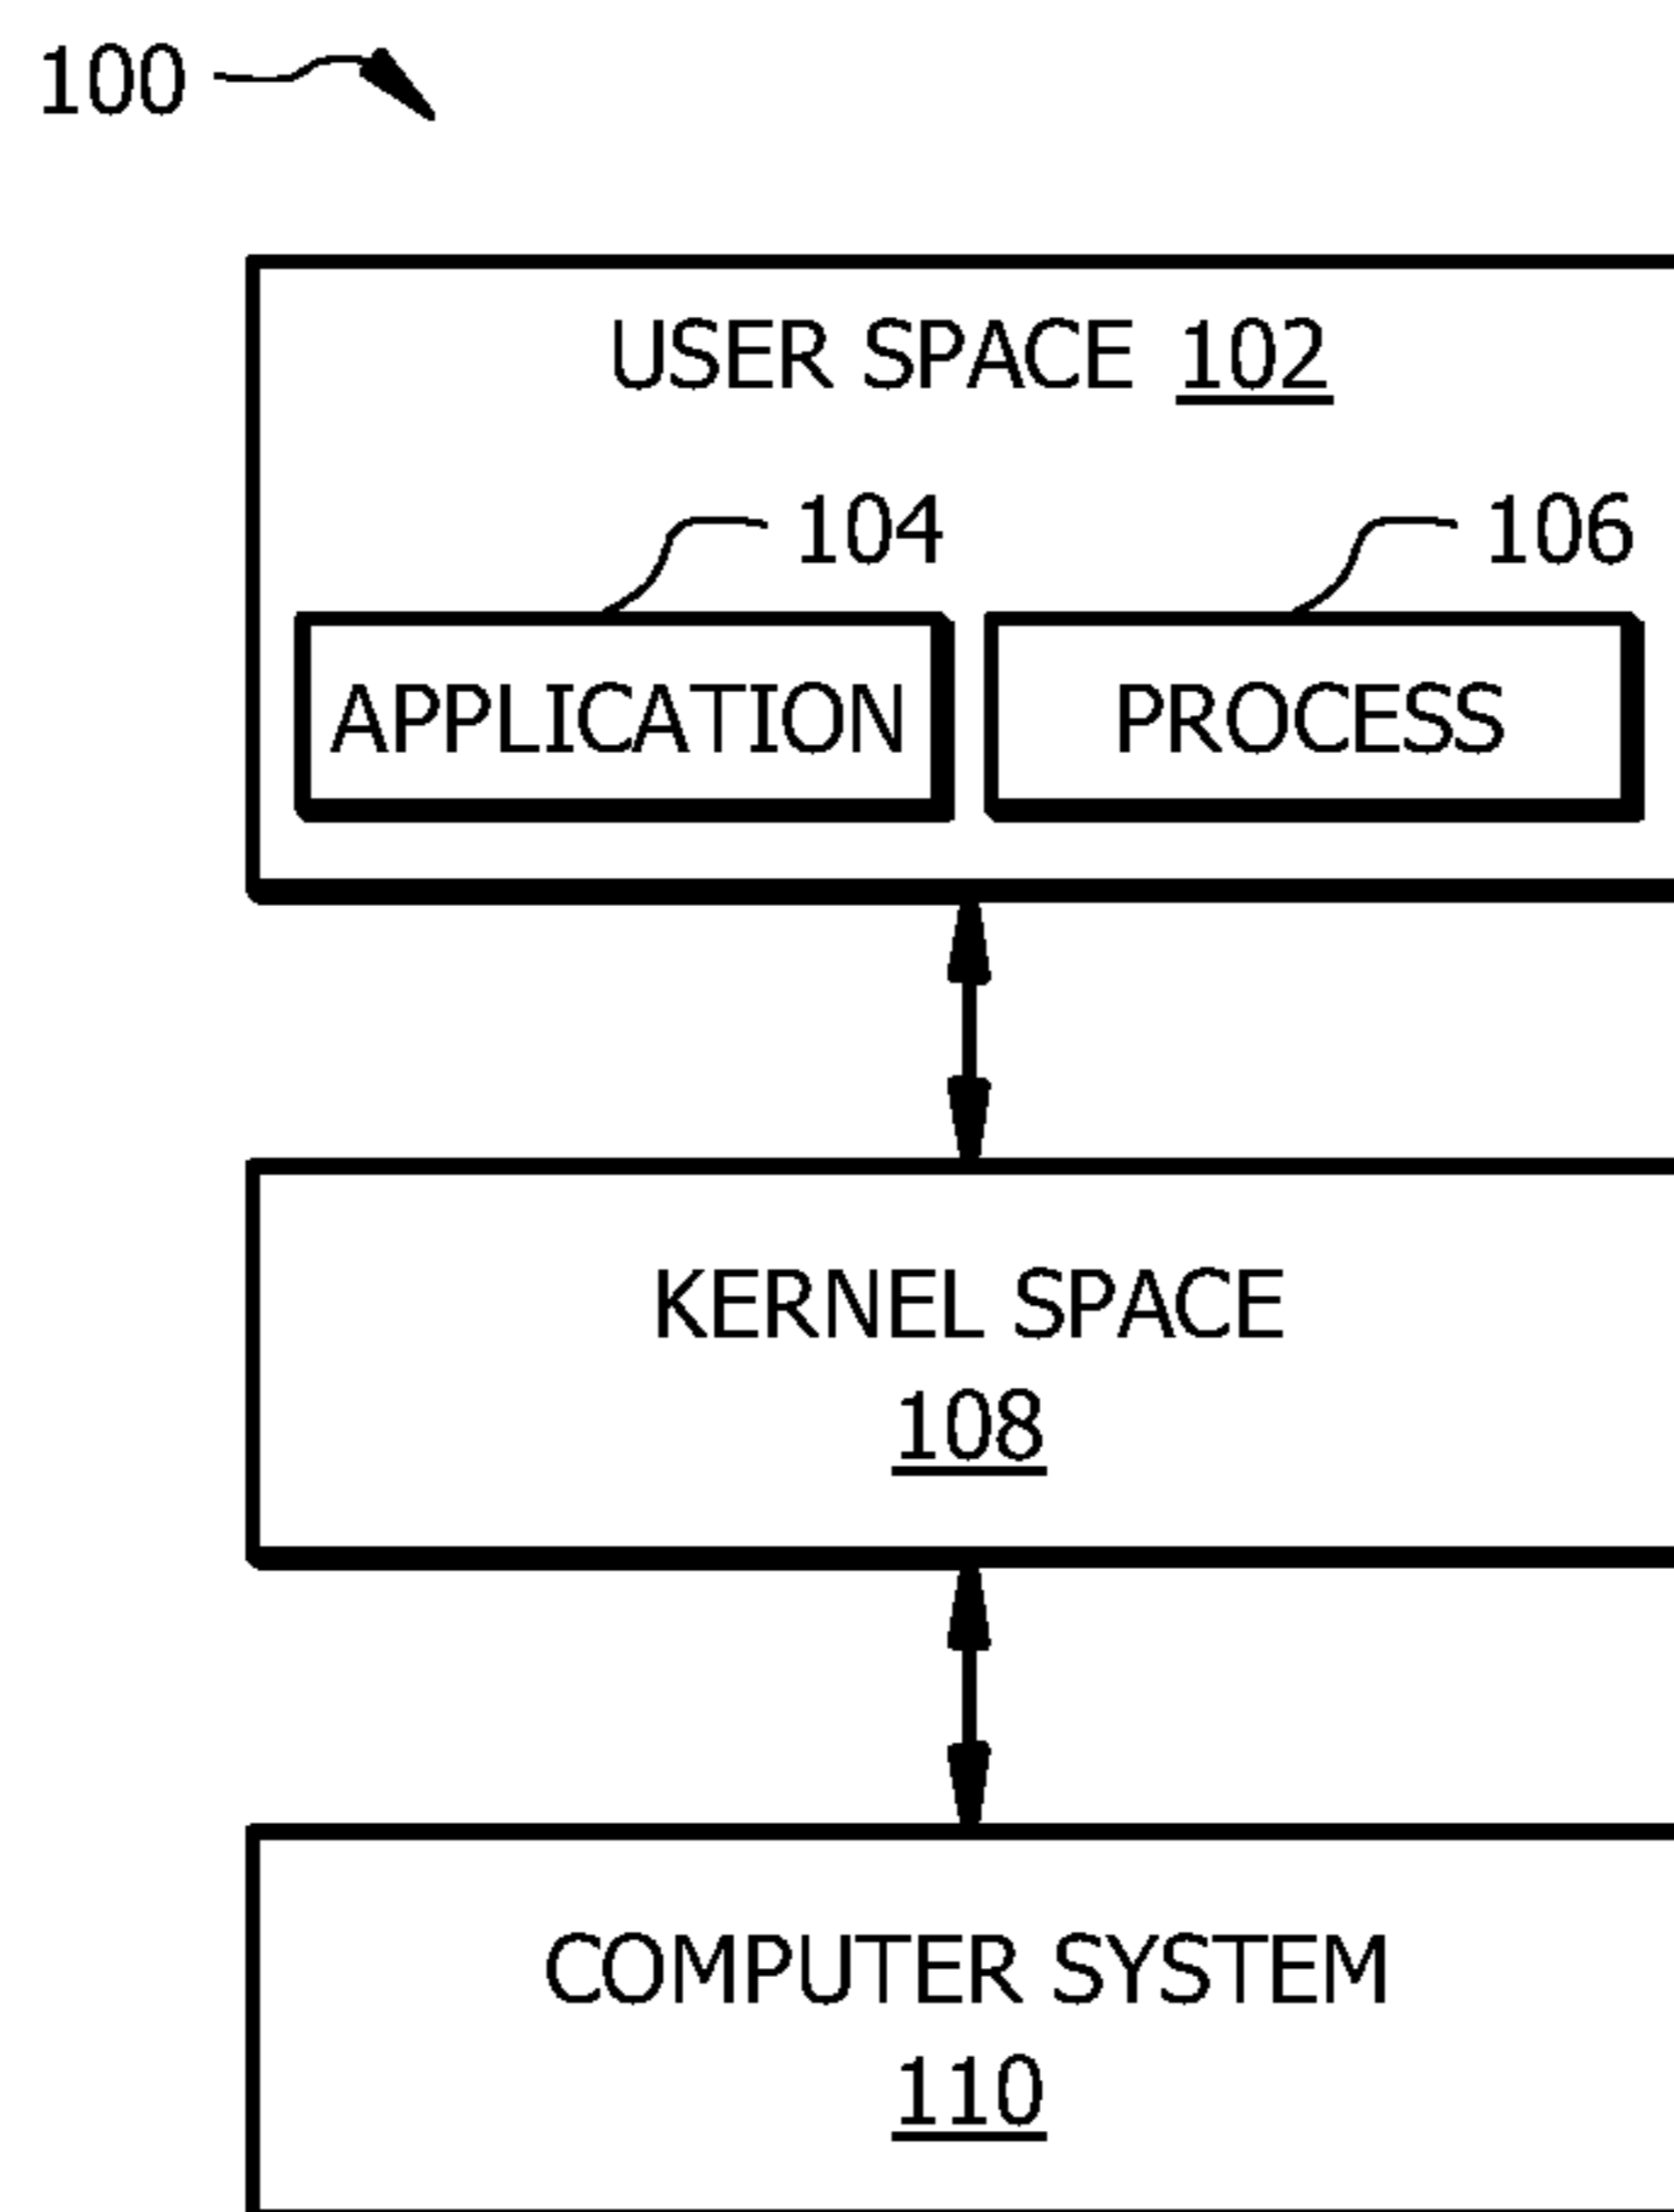 100
USER SPACE 102
104
106
APPLICATION
PROCESS
KERNEL SPACE
108
COMPUTER SYSTEM
110